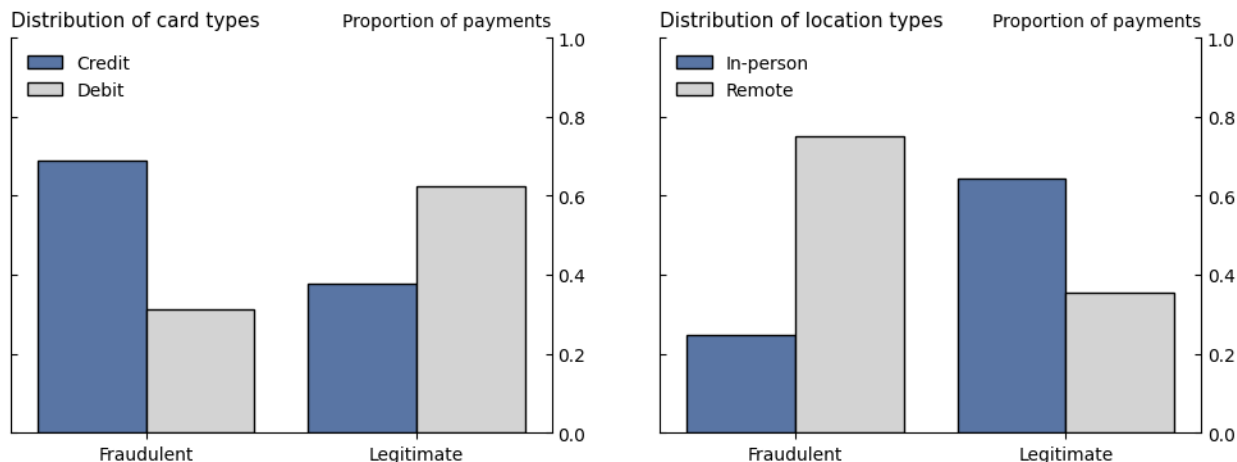 Distribution of card types
Proportion of payments
Credit
Debit
1.0
0.8
0.6
0.4
0.2
0.0
Fraudulent
Legitimate
Distribution of location types
Proportion of payments
In-person
Remote
1.0
0.8
0.6
0.4
0.2
0.0
Fraudulent
Legitimate